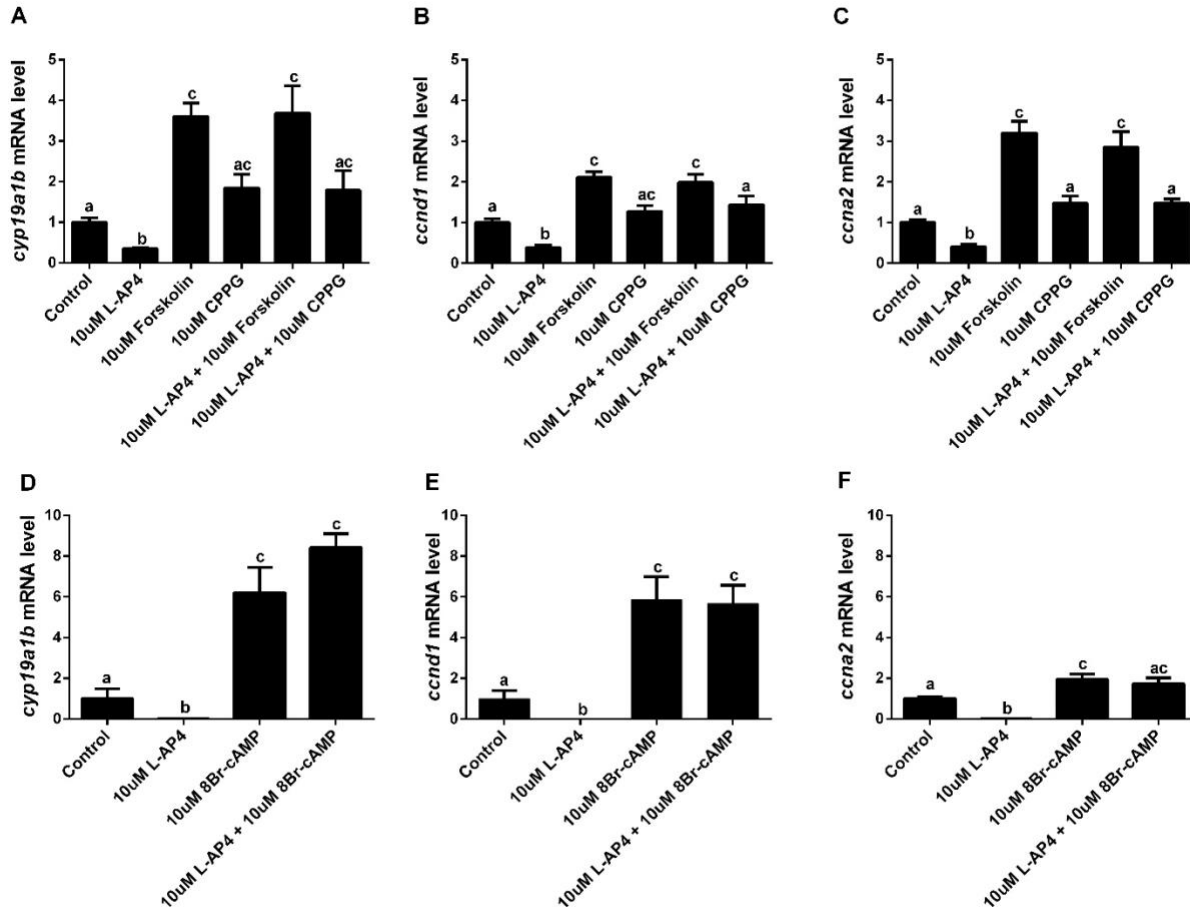 A
cyp19a1b mRNA level
5
4
3
2
1
0
a
b
c
ac
c
ac
Control
10uM L-AP4
10uM Forskolin
10uM CPPG
10uM L-AP4 + 10uM Forskolin
10uM L-AP4 + 10uM CPPG
B
ccnd1 mRNA level
5
4
3
2
1
0
a
b
c
ac
c
a
Control
10uM L-AP4
10uM Forskolin
10uM CPPG
10uM L-AP4 + 10uM Forskolin
10uM L-AP4 + 10uM CPPG
C
ccna2 mRNA level
5
4
3
2
1
0
a
b
c
a
c
a
Control
10uM L-AP4
10uM Forskolin
10uM CPPG
10uM L-AP4 + 10uM Forskolin
10uM L-AP4 + 10uM CPPG
D
cyp19a1b mRNA level
10
8
6
4
2
0
a
b
c
c
Control
10uM L-AP4
10uM 8Br-cAMP
10uM L-AP4 + 10uM 8Br-cAMP
E
ccnd1 mRNA level
10
8
6
4
2
0
a
b
c
c
Control
10uM L-AP4
10uM 8Br-cAMP
10uM L-AP4 + 10uM 8Br-cAMP
F
ccna2 mRNA level
10
8
6
4
2
0
a
b
c
ac
Control
10uM L-AP4
10uM 8Br-cAMP
10uM L-AP4 + 10uM 8Br-cAMP